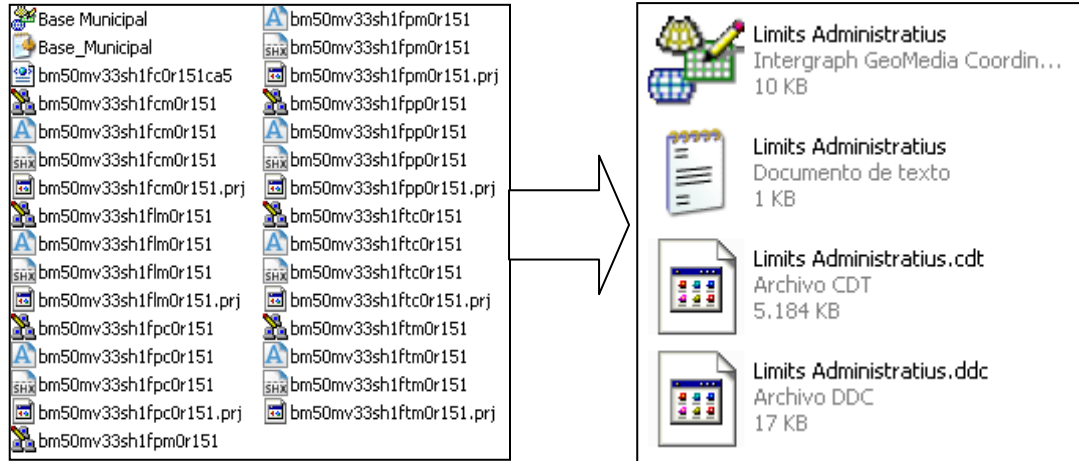 Base Municipal
Base_Municipal
bm50mv33sh1fc0r151ca5
bm50mv33sh1fcm0r151
bm50mv33sh1fcm0r151
bm50mv33sh1fcm0r151
bm50mv33sh1fcm0r151.prj
bm50mv33sh1flm0r151
bm50mv33sh1flm0r151
bm50mv33sh1flm0r151
bm50mv33sh1flm0r151.prj
bm50mv33sh1fpc0r151
bm50mv33sh1fpc0r151
bm50mv33sh1fpc0r151
bm50mv33sh1fpc0r151.prj
bm50mv33sh1fpm0r151
bm50mv33sh1fpm0r151
SHX bm50mv33sh1fpm0r151
bm50mv33sh1fpm0r151.prj
bm50mv33sh1fpp0r151
bm50mv33sh1fpp0r151
bm50mv33sh1fpp0r151
bm50mv33sh1fpp0r151.prj
bm50mv33sh1ftc0r151
bm50mv33sh1ftc0r151
bm50mv33sh1ftc0r151
bm50mv33sh1ftc0r151.prj
bm50mv33sh1ftm0r151
bm50mv33sh1ftm0r151
bm50mv33sh1ftm0r151
bm50mv33sh1ftm0r151.prj
Limits Administratius
Intergraph GeoMedia Coordin...
10 KB
Limits Administratius
Documento de texto
1 KB
Limits Administratius.cdt
Archivo CDT
5.184 KB
Limits Administratius.ddc
Archivo DDC
17 KB